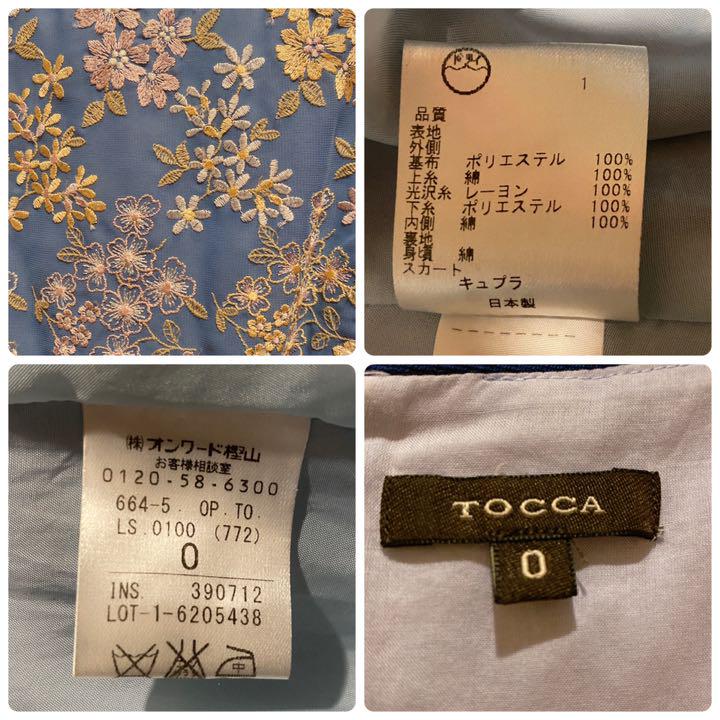 1
品質
表地
外側
基布 ポリエステル 100%
上糸 綿 100%
光沢糸 レーヨン 100%
下糸 ポリエステル 100%
内側 綿 100%
裏地
身頃 綿
スカート
キュプラ
日本製
(株)オンワード樫山
お客様相談室
0120-58-6300
664-5. OP.TO.
LS.0100 (772)
0
INS. 390712
LOT-1-6205438
TOCCA
0